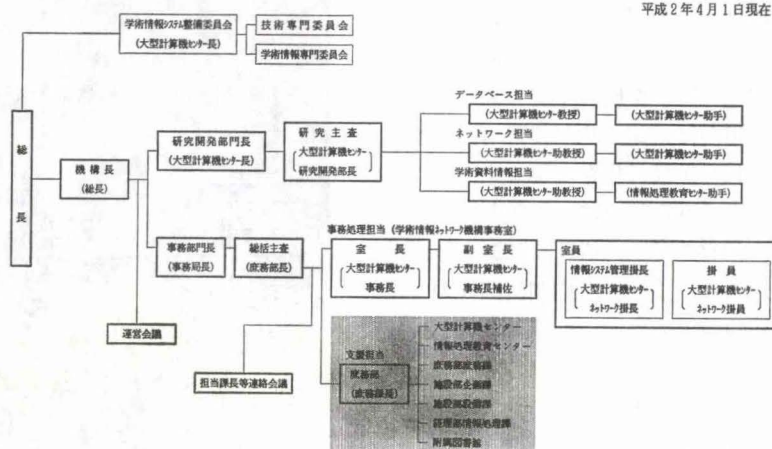 平成2年4月1日現在
学術情報システム整備委員会
(大型計算機センター長)
技術専門委員会
学術情報専門委員会
総長
機構長
(総長)
研究開発部門長
(大型計算機センター長)
研究主査
大型計算機センター
研究開発部長
データベース担当
(大型計算機センター教授)
(大型計算機センター助手)
ネットワーク担当
(大型計算機センター助教授)
(大型計算機センター助手)
学術資料情報担当
(大型計算機センター助教授)
(情報処理教育センター助手)
事務部門長
(事務局長)
総括主査
(庶務部長)
事務処理担当(学術情報ネットワーク機構事務室)
室長
大型計算機センター
事務長
副室長
大型計算機センター
事務長補佐
室員
情報システム管理掛長
大型計算機センター
ネットワーク掛長
掛員
大型計算機センター
ネットワーク掛員
運営会議
担当課長等連絡会議
支援担当
庶務部
(庶務部長)
大型計算機センター
情報処理教育センター
庶務部庶務課
施設部企画課
施設部設備課
経理部情報処理課
附属図書館